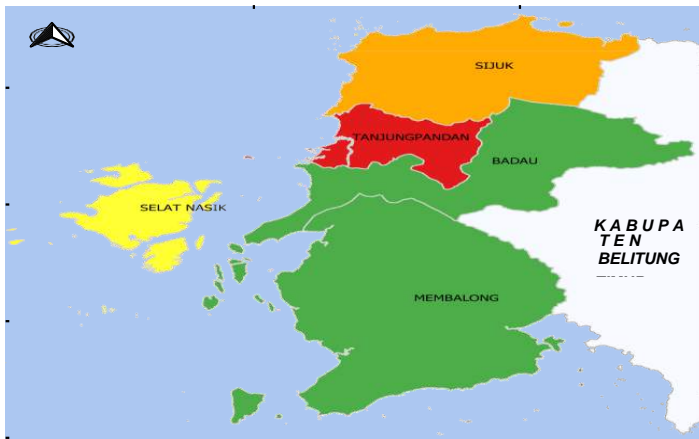 SIJUK
TANJUNGPANDAN
BADAU
SELAT NASIK
K A B U P A
T E N
BELITUNG
MEMBALONG